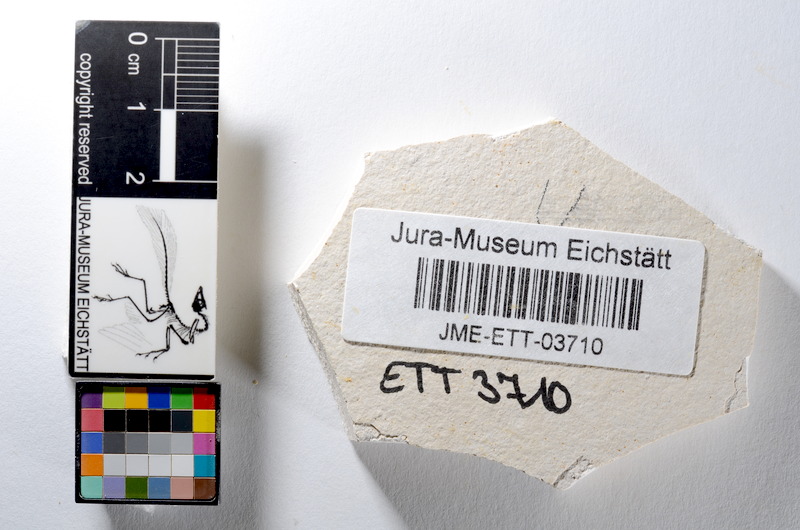 0
cm
1
2
copyright reserved
JURA-MUSEUM EICHSTÄTT
Jura-Museum Eichstätt
JME-ETT-03710
ETT 3710